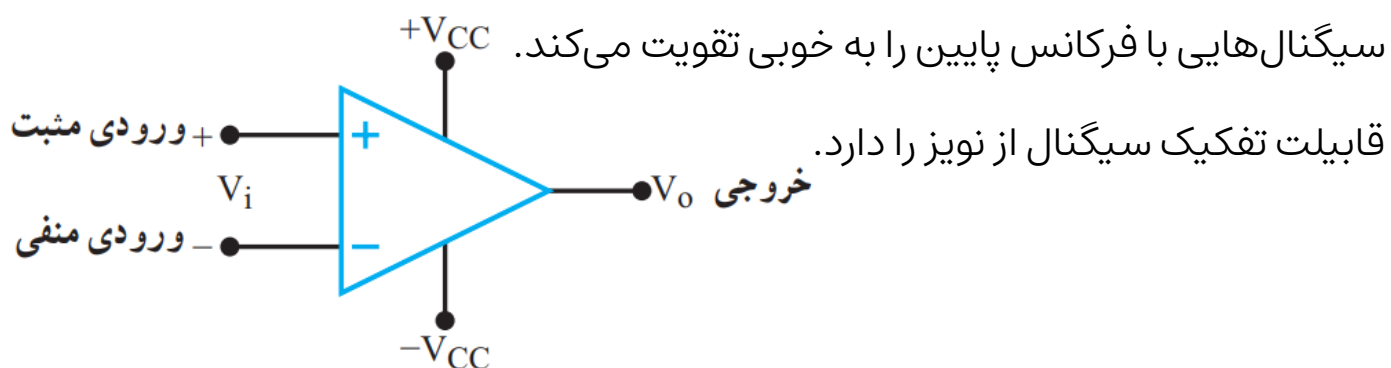 سیگنال‌هایی با فرکانس پایین را به خوبی تقویت می‌کند.
قابیلت تفکیک سیگنال از نویز را دارد.
+VCC
ورودی مثبت +
+
Vi
Vo خروجی
ورودی منفی −
−
−VCC